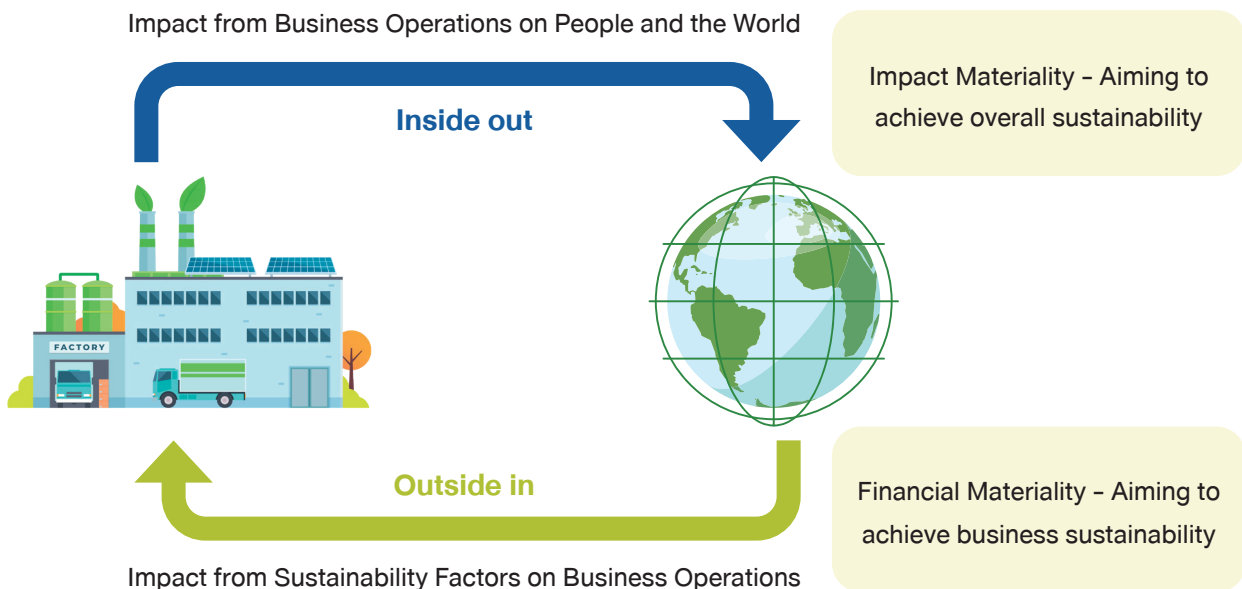 Impact from Business Operations on People and the World
Impact Materiality – Aiming to
achieve overall sustainability
Inside out
FACTORY
Outside in
Financial Materiality – Aiming to
achieve business sustainability
Impact from Sustainability Factors on Business Operations